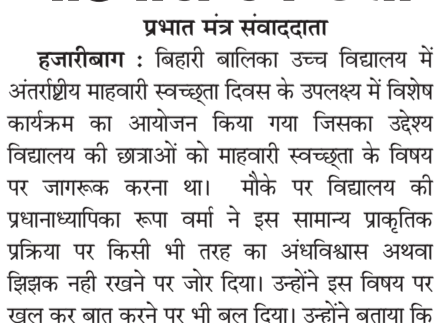 प्रभात मंत्र संवाददाता
हजारीबाग : बिहारी बालिका उच्च विद्यालय में
अंतर्राष्ट्रीय माहवारी स्वच्छता दिवस के उपलक्ष्य में विशेष
कार्यक्रम का आयोजन किया गया जिसका उद्देश्य
विद्यालय की छात्राओं को माहवारी स्वच्छता के विषय
पर जागरूक करना था। मौके पर विद्यालय की
प्रधानाध्यापिका रूपा वर्मा ने इस सामान्य प्राकृतिक
प्रक्रिया पर किसी भी तरह का अंधविश्वास अथवा
झिझक नही रखने पर जोर दिया। उन्होंने इस विषय पर
खुल कर बात करने पर भी बल दिया। उन्होंने बताया कि